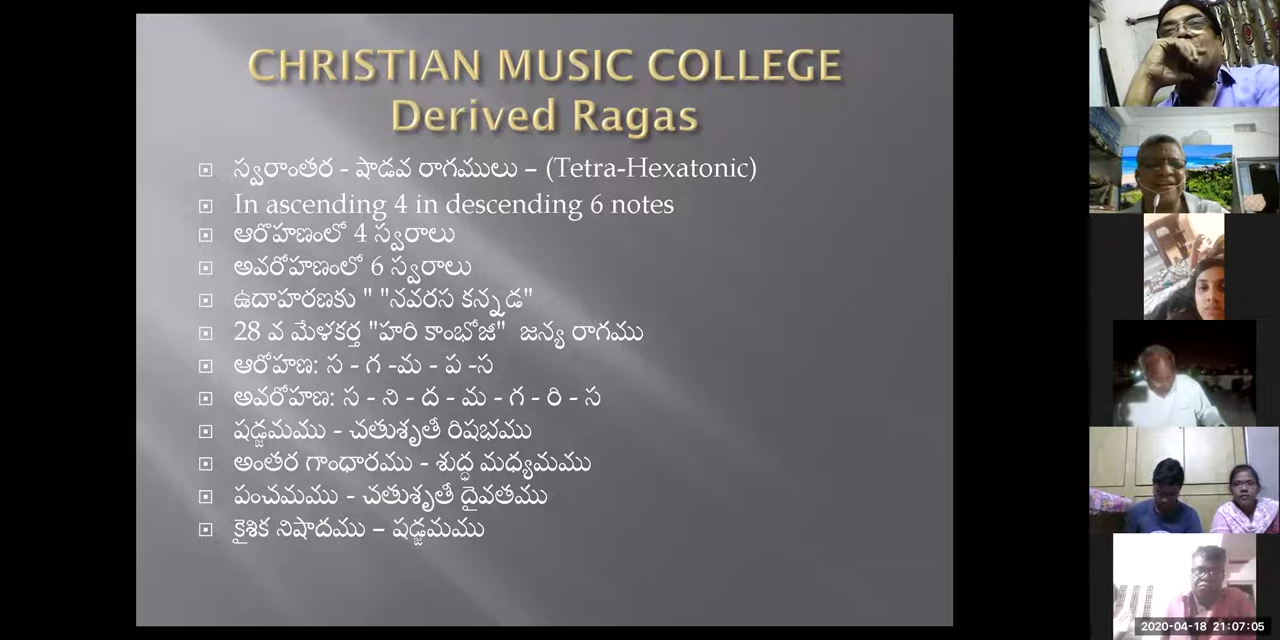 CHRISTIAN MUSIC COLLEGE
Derived Ragas
స్వరాంతర - షాడవ రాగములు – (Tetra-Hexatonic)
In ascending 4 in descending 6 notes
ఆరొహణంలో 4 స్వరాలు
అవరోహణంలో 6 స్వరాలు
ఉదాహరణకు " "నవరస కన్నడ"
28 వ మేళకర్త "హరి కాంభోజీ" జన్య రాగము
ఆరోహణ: స - గ -మ - ప -స
అవరోహణ: స - ని - ద - మ - గ - రి - స
షడ్జమము - చతుశృతీ రిషభము
అంతర గాంధారము - శుద్ధ మధ్యమము
పంచమము - చతుశృతీ దైవతము
కైశిక నిషాదము – షడ్జమము
2020-04-18 21:07:05